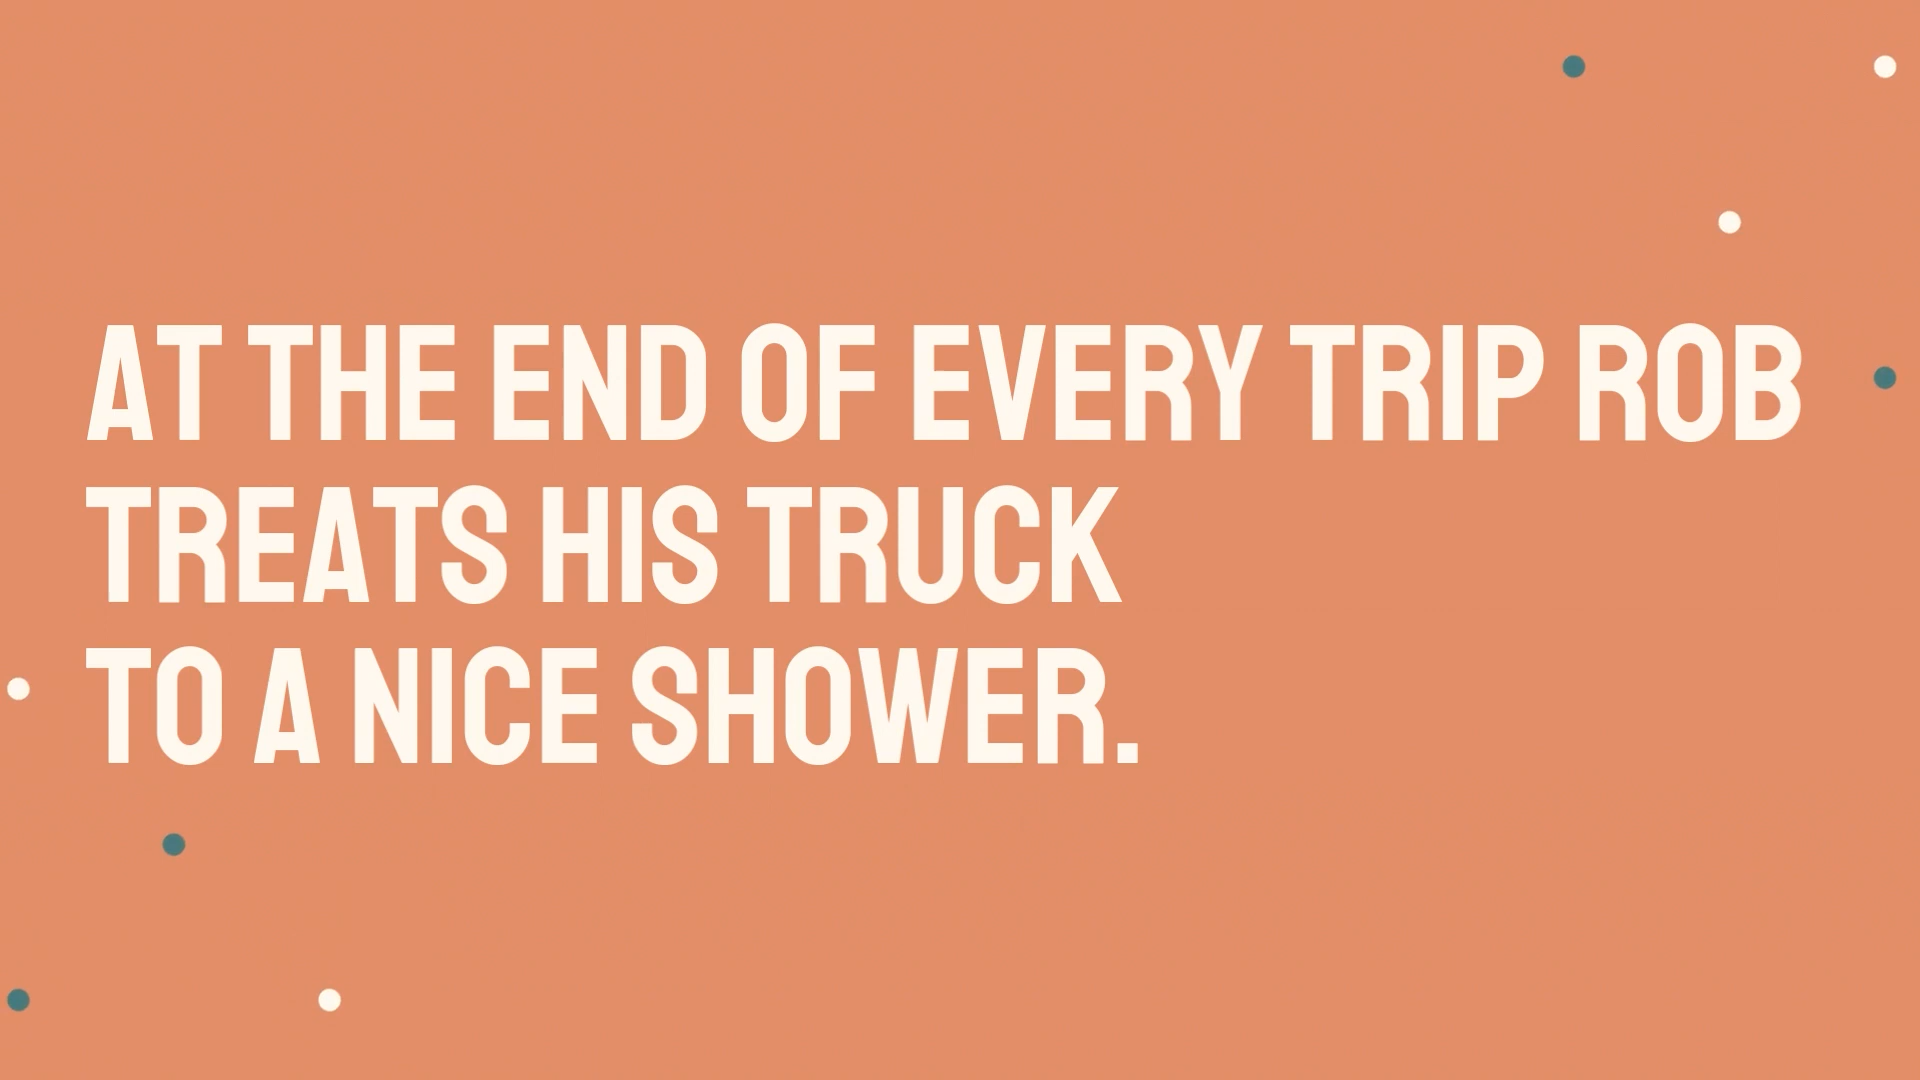 AT THE END OF EVERY TRIP ROB
TREATS HIS TRUCK
TO A NICE SHOWER.